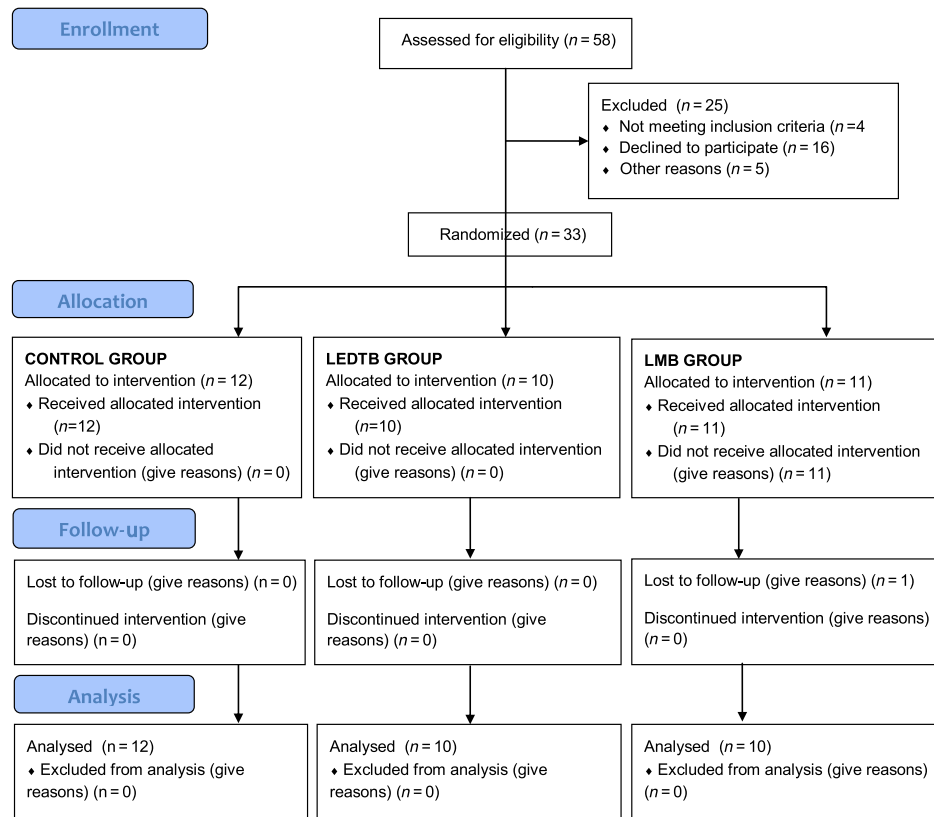 Enrollment
Assessed for eligibility (n = 58)
Excluded (n = 25)
♦ Not meeting inclusion criteria (n =4
♦ Declined to participate (n = 16)
♦ Other reasons (n = 5)
Randomized (n = 33)
Allocation
CONTROL GROUP
Allocated to intervention (n = 12)
♦ Received allocated intervention
(n=12)
♦ Did not receive allocated
intervention (give reasons) (n = 0)
LEDTB GROUP
Allocated to intervention (n = 10)
♦ Received allocated intervention
(n=10)
♦ Did not receive allocated intervention
(give reasons) (n = 0)
LMB GROUP
Allocated to intervention (n = 11)
♦ Received allocated intervention
(n = 11)
♦ Did not receive allocated intervention
(give reasons) (n = 11)
Follow-up
Lost to follow-up (give reasons) (n = 0)
Discontinued intervention (give
reasons) (n = 0)
Lost to follow-up (give reasons) (n = 0)
Discontinued intervention (give
reasons) (n = 0)
Lost to follow-up (give reasons) (n = 1)
Discontinued intervention (give reasons)
(n = 0)
Analysis
Analysed (n = 12)
♦ Excluded from analysis (give
reasons) (n = 0)
Analysed (n = 10)
♦ Excluded from analysis (give
reasons) (n = 0)
Analysed (n = 10)
♦ Excluded from analysis (give reasons)
(n = 0)